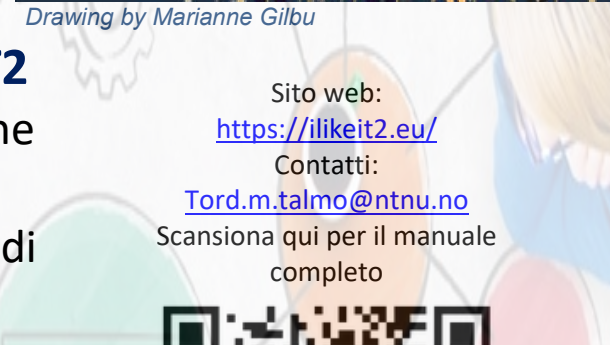 Drawing by Marianne Gilbu
Sito web:
https://ilikeit2.eu/
Contatti:
Tord.m.talmo@ntnu.no
Scansiona qui per il manuale
completo
di